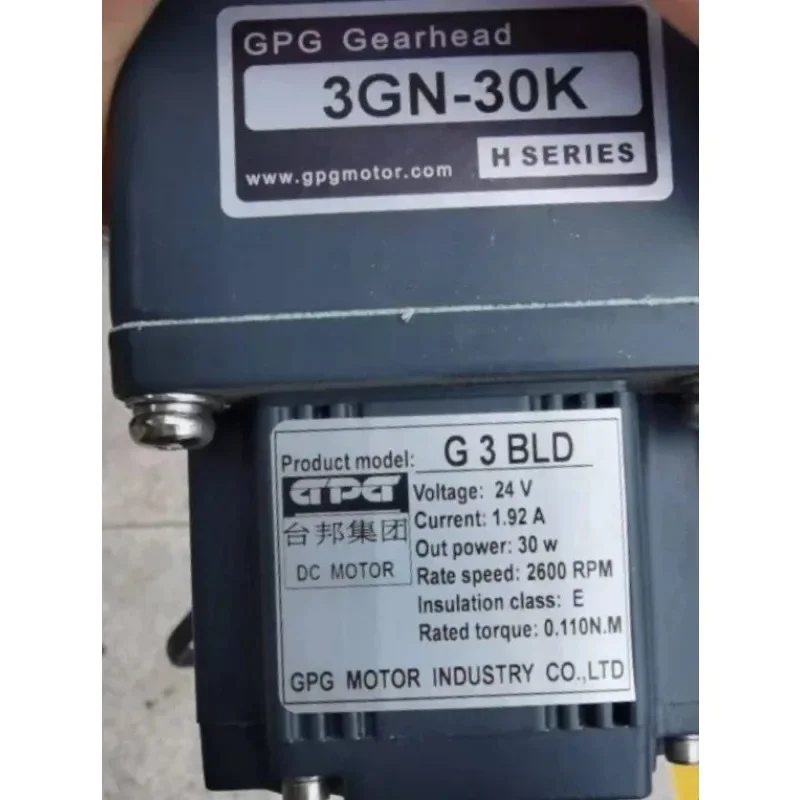 GPG Gearhead
3GN-30K
www.gpgmotor.com
H SERIES
Product model: G 3 BLD
GPG
台邦集团
DC MOTOR
Voltage: 24 V
Current: 1.92 A
Out power: 30 w
Rate speed: 2600 RPM
Insulation class: E
Rated torque: 0.110N.M
GPG MOTOR INDUSTRY CO.,LTD